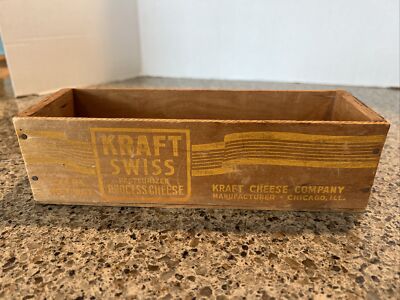 KRAFT
SWISS
PASTEURIZED
PROCESS CHEESE
KRAFT CHEESE COMPANY
MANUFACTURER - CHICAGO, ILL.